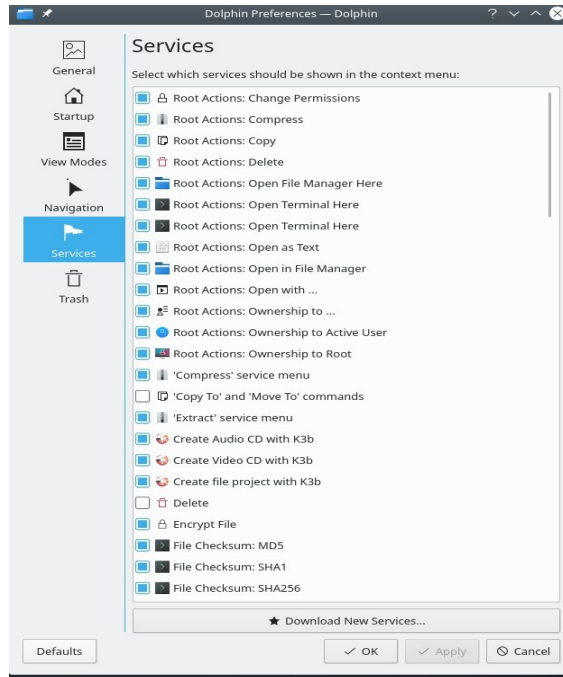 Dolphin Preferences — Dolphin
General
Startup
View Modes
Navigation
Services
Trash
Services
Select which services should be shown in the context menu:
Root Actions: Change Permissions
Root Actions: Compress
Root Actions: Copy
Root Actions: Delete
Root Actions: Open File Manager Here
Root Actions: Open Terminal Here
Root Actions: Open Terminal Here
Root Actions: Open as Text
Root Actions: Open in File Manager
Root Actions: Open with ...
Root Actions: Ownership to ...
Root Actions: Ownership to Active User
Root Actions: Ownership to Root
'Compress' service menu
'Copy To' and 'Move To' commands
'Extract' service menu
Create Audio CD with K3b
Create Video CD with K3b
Create file project with K3b
Delete
Encrypt File
File Checksum: MD5
File Checksum: SHA1
File Checksum: SHA256
Download New Services...
Defaults
OK
Apply
Cancel